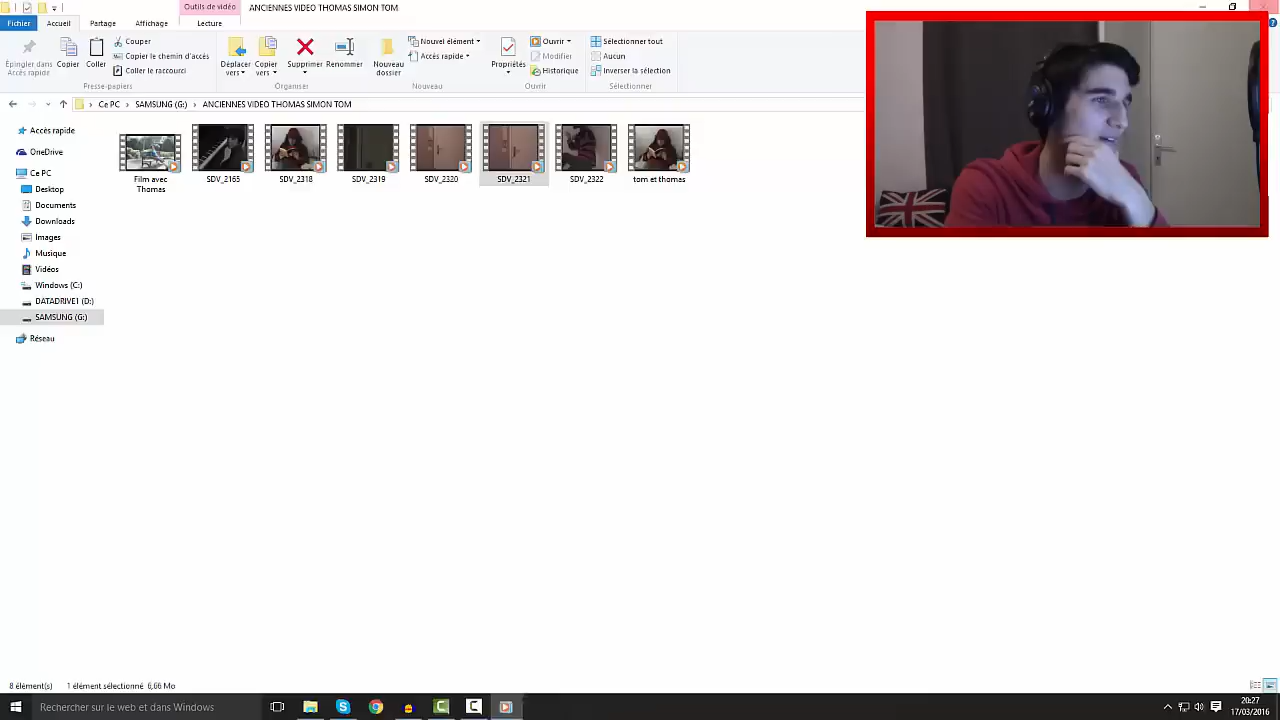 Outils de vidéo ANCIENNES VIDEO THOMAS SIMON TOM
Fichier Accueil Partage Affichage Lecture
Épingler dans Accès rapide
Copier
Coller
Couper
Copier le chemin d'accès
Coller le raccourci
Presse-papiers
Déplacer vers
Copier vers
Supprimer
Renommer
Organiser
Nouveau dossier
Nouvel élément
Accès rapide
Nouveau
Propriétés
Ouvrir
Modifier
Historique
Ouvrir
Sélectionner tout
Aucun
Inverser la sélection
Sélectionner
Ce PC > SAMSUNG (G:) > ANCIENNES VIDEO THOMAS SIMON TOM
Accès rapide
OneDrive
Ce PC
Desktop
Documents
Downloads
Images
Musique
Vidéos
Windows (C:)
DATADRIVE1 (D:)
SAMSUNG (G:)
Réseau
Film avec
Thomas
SDV_2165
SDV_2318
SDV_2319
SDV_2320
SDV_2321
SDV_2322
tom et thomas
8 élément(s) 1 élément sélectionné 6,66 Mo
Rechercher sur le web et dans Windows
20:27
17/03/2016